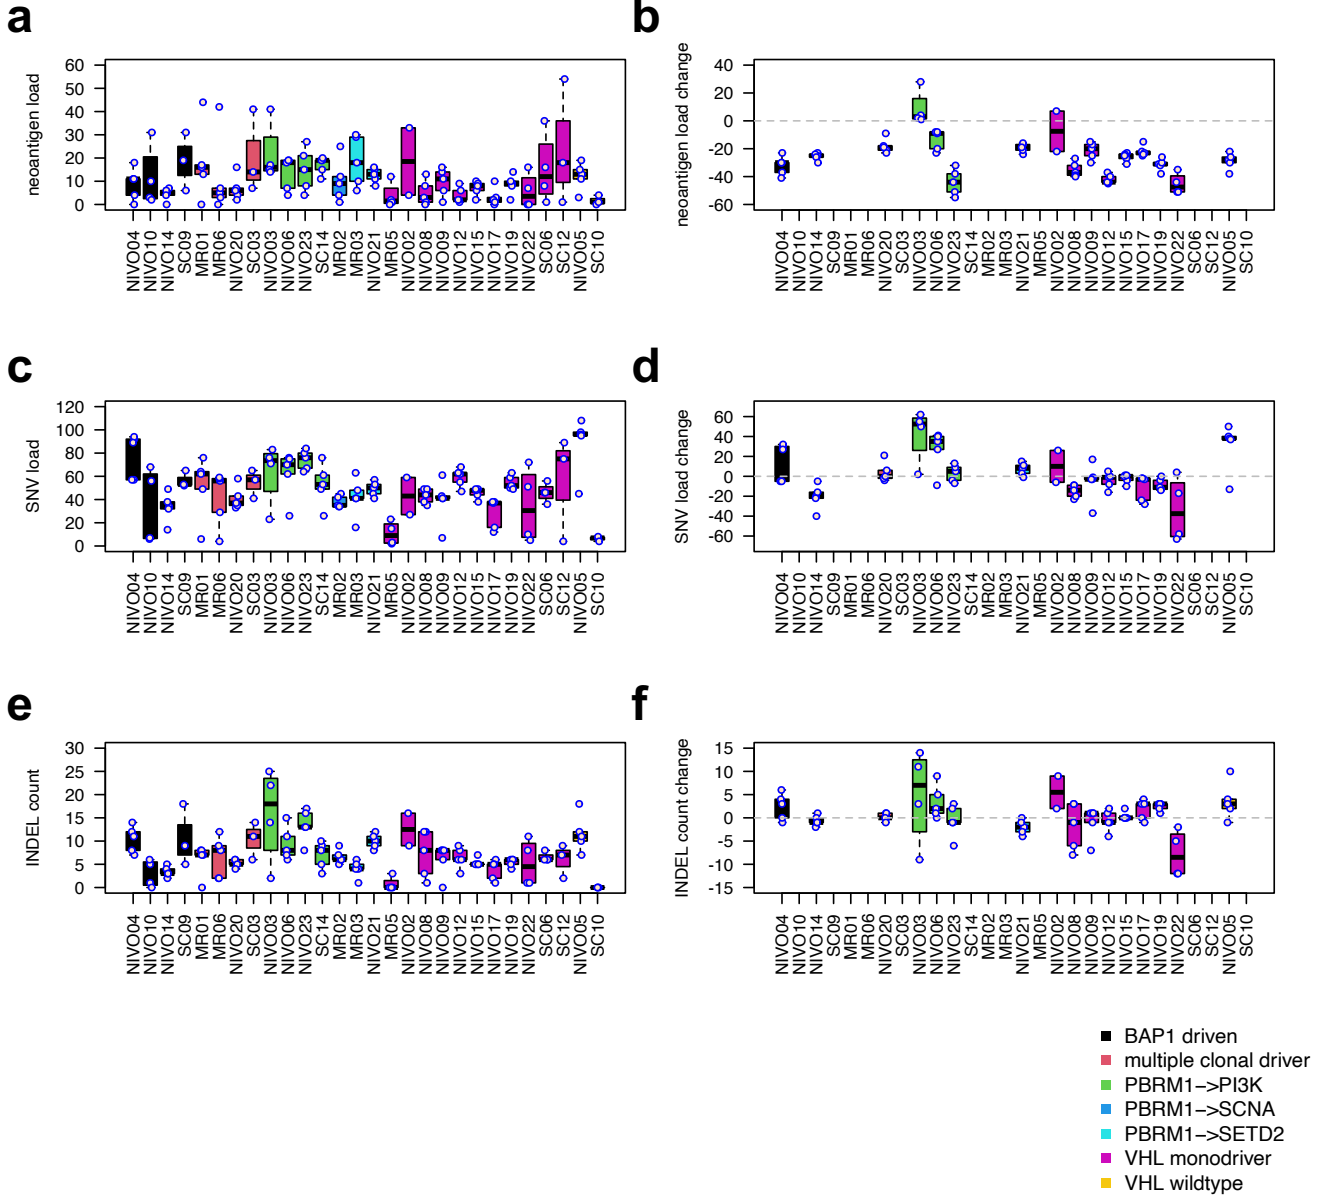 a
neoantigen load
60
50
40
30
20
10
0
NIVO04 NIVO10 NIVO14 SC09 MR01 MR06 NIVO20 SC03 NIVO03 NIVO06 NIVO23 SC14 MR02 MR03 NIVO21 MR05 NIVO02 NIVO08 NIVO09 NIVO12 NIVO15 NIVO17 NIVO19 NIVO22 SC06 SC12 NIVO05 SC10
b
neoantigen load change
40
20
0
-20
-40
-60
NIVO04 NIVO10 NIVO14 SC09 MR01 MR06 NIVO20 SC03 NIVO03 NIVO06 NIVO23 SC14 MR02 MR03 NIVO21 MR05 NIVO02 NIVO08 NIVO09 NIVO12 NIVO15 NIVO17 NIVO19 NIVO22 SC06 SC12 NIVO05 SC10
c
SNV load
120
100
80
60
40
20
0
NIVO04 NIVO10 NIVO14 SC09 MR01 MR06 NIVO20 SC03 NIVO03 NIVO06 NIVO23 SC14 MR02 MR03 NIVO21 MR05 NIVO02 NIVO08 NIVO09 NIVO12 NIVO15 NIVO17 NIVO19 NIVO22 SC06 SC12 NIVO05 SC10
d
SNV load change
60
40
20
0
-20
-40
-60
NIVO04 NIVO10 NIVO14 SC09 MR01 MR06 NIVO20 SC03 NIVO03 NIVO06 NIVO23 SC14 MR02 MR03 NIVO21 MR05 NIVO02 NIVO08 NIVO09 NIVO12 NIVO15 NIVO17 NIVO19 NIVO22 SC06 SC12 NIVO05 SC10
e
INDEL count
30
25
20
15
10
5
0
NIVO04 NIVO10 NIVO14 SC09 MR01 MR06 NIVO20 SC03 NIVO03 NIVO06 NIVO23 SC14 MR02 MR03 NIVO21 MR05 NIVO02 NIVO08 NIVO09 NIVO12 NIVO15 NIVO17 NIVO19 NIVO22 SC06 SC12 NIVO05 SC10
f
INDEL count change
15
10
5
0
-5
-10
-15
NIVO04 NIVO10 NIVO14 SC09 MR01 MR06 NIVO20 SC03 NIVO03 NIVO06 NIVO23 SC14 MR02 MR03 NIVO21 MR05 NIVO02 NIVO08 NIVO09 NIVO12 NIVO15 NIVO17 NIVO19 NIVO22 SC06 SC12 NIVO05 SC10
BAP1 driven
multiple clonal driver
PBRM1->PI3K
PBRM1->SCNA
PBRM1->SETD2
VHL monodriver
VHL wildtype